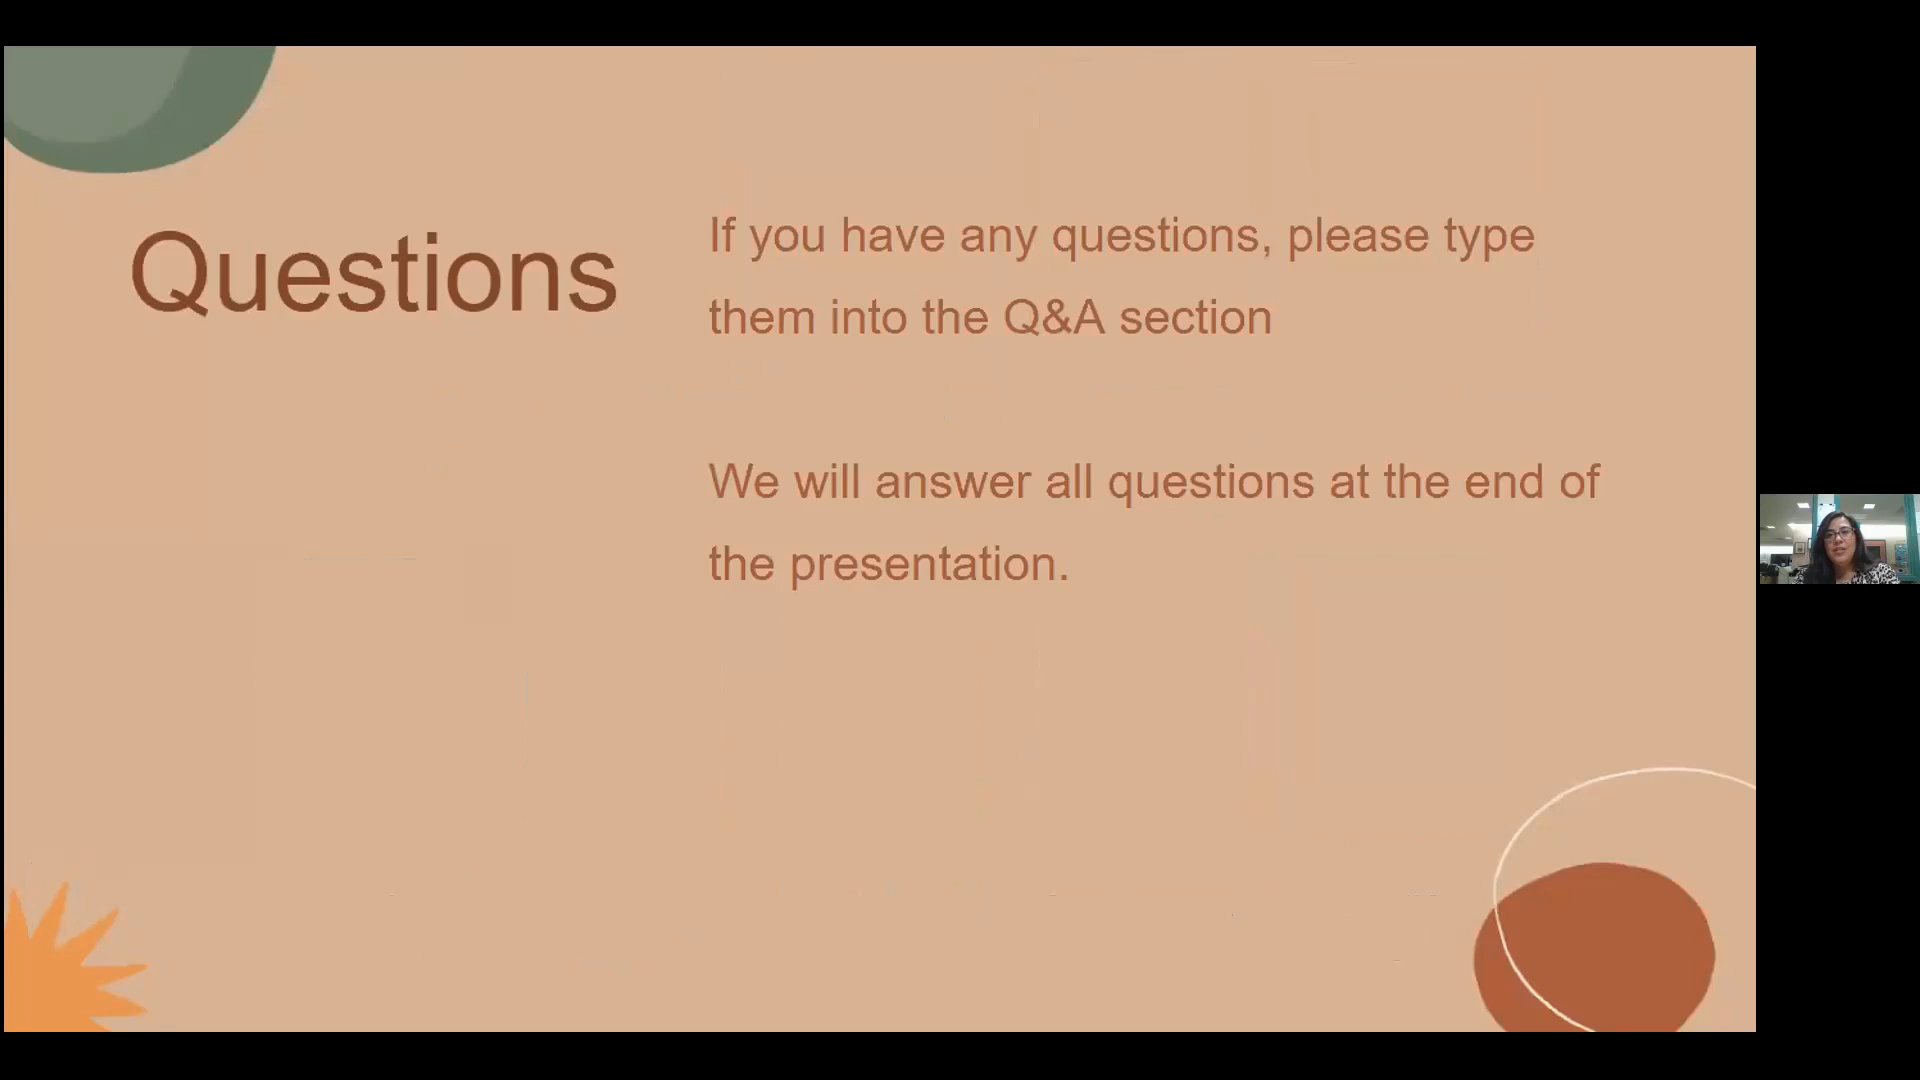 Questions
If you have any questions, please type
them into the Q&A section
We will answer all questions at the end of
the presentation.